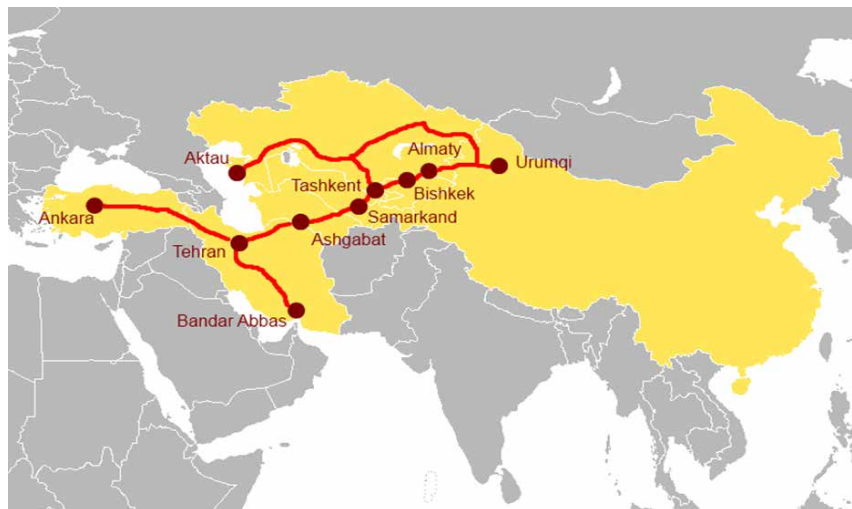 Almaty
Aktau
Urumqi
Tashkent
Bishkek
Ankara
Samarkand
Tehran
Ashgabat
Bandar Abbas